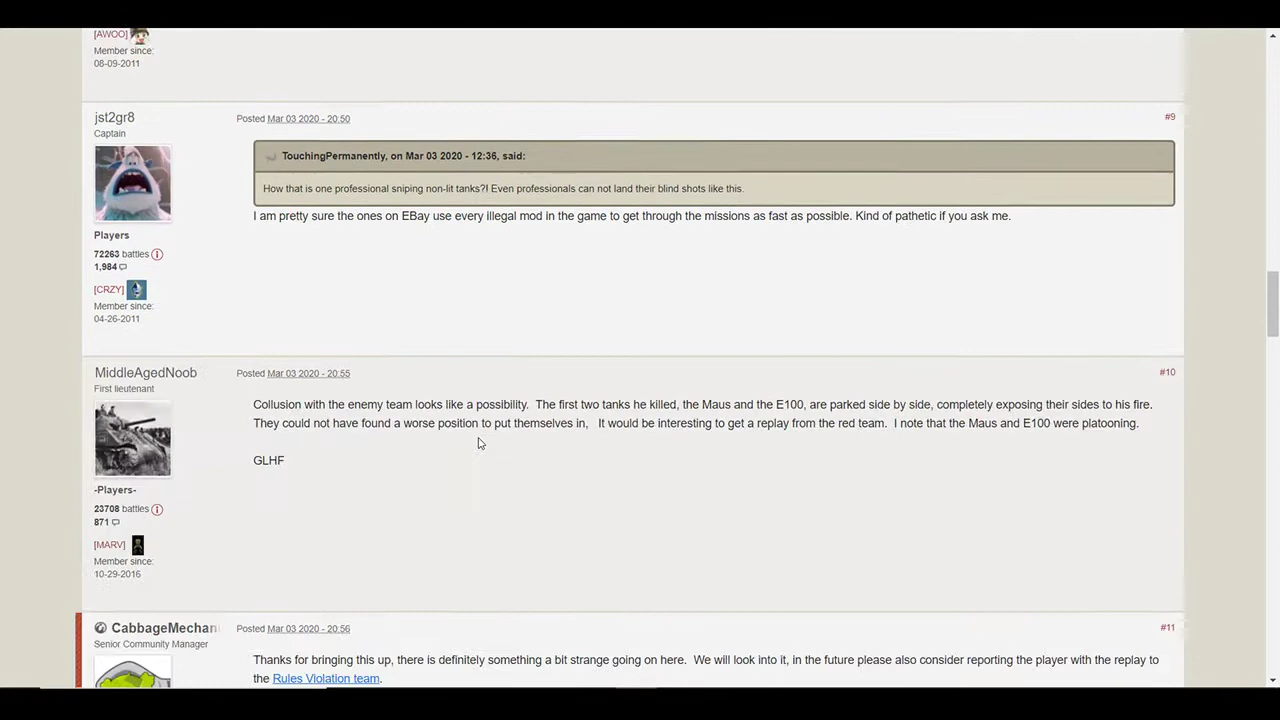 [AWOO]
Member since:
08-09-2011
jst2gr8
Captain
Posted Mar 03 2020 - 20:50
#9
TouchingPermanently, on Mar 03 2020 - 12:36, said:
How that is one professional sniping non-lit tanks?! Even professionals can not land their blind shots like this.
I am pretty sure the ones on EBay use every illegal mod in the game to get through the missions as fast as possible. Kind of pathetic if you ask me.
Players
72263 battles
1,984
[CRZY]
Member since:
04-26-2011
MiddleAgedNoob
First lieutenant
Posted Mar 03 2020 - 20:55
#10
Collusion with the enemy team looks like a possibility.  The first two tanks he killed, the Maus and the E100, are parked side by side, completely exposing their sides to his fire.
They could not have found a worse position to put themselves in,   It would be interesting to get a replay from the red team.  I note that the Maus and E100 were platooning.
GLHF
-Players-
23708 battles
871
[MARV]
Member since:
10-29-2016
CabbageMechan
Senior Community Manager
Posted Mar 03 2020 - 20:56
#11
Thanks for bringing this up, there is definitely something a bit strange going on here.  We will look into it, in the future please also consider reporting the player with the replay to
the Rules Violation team.